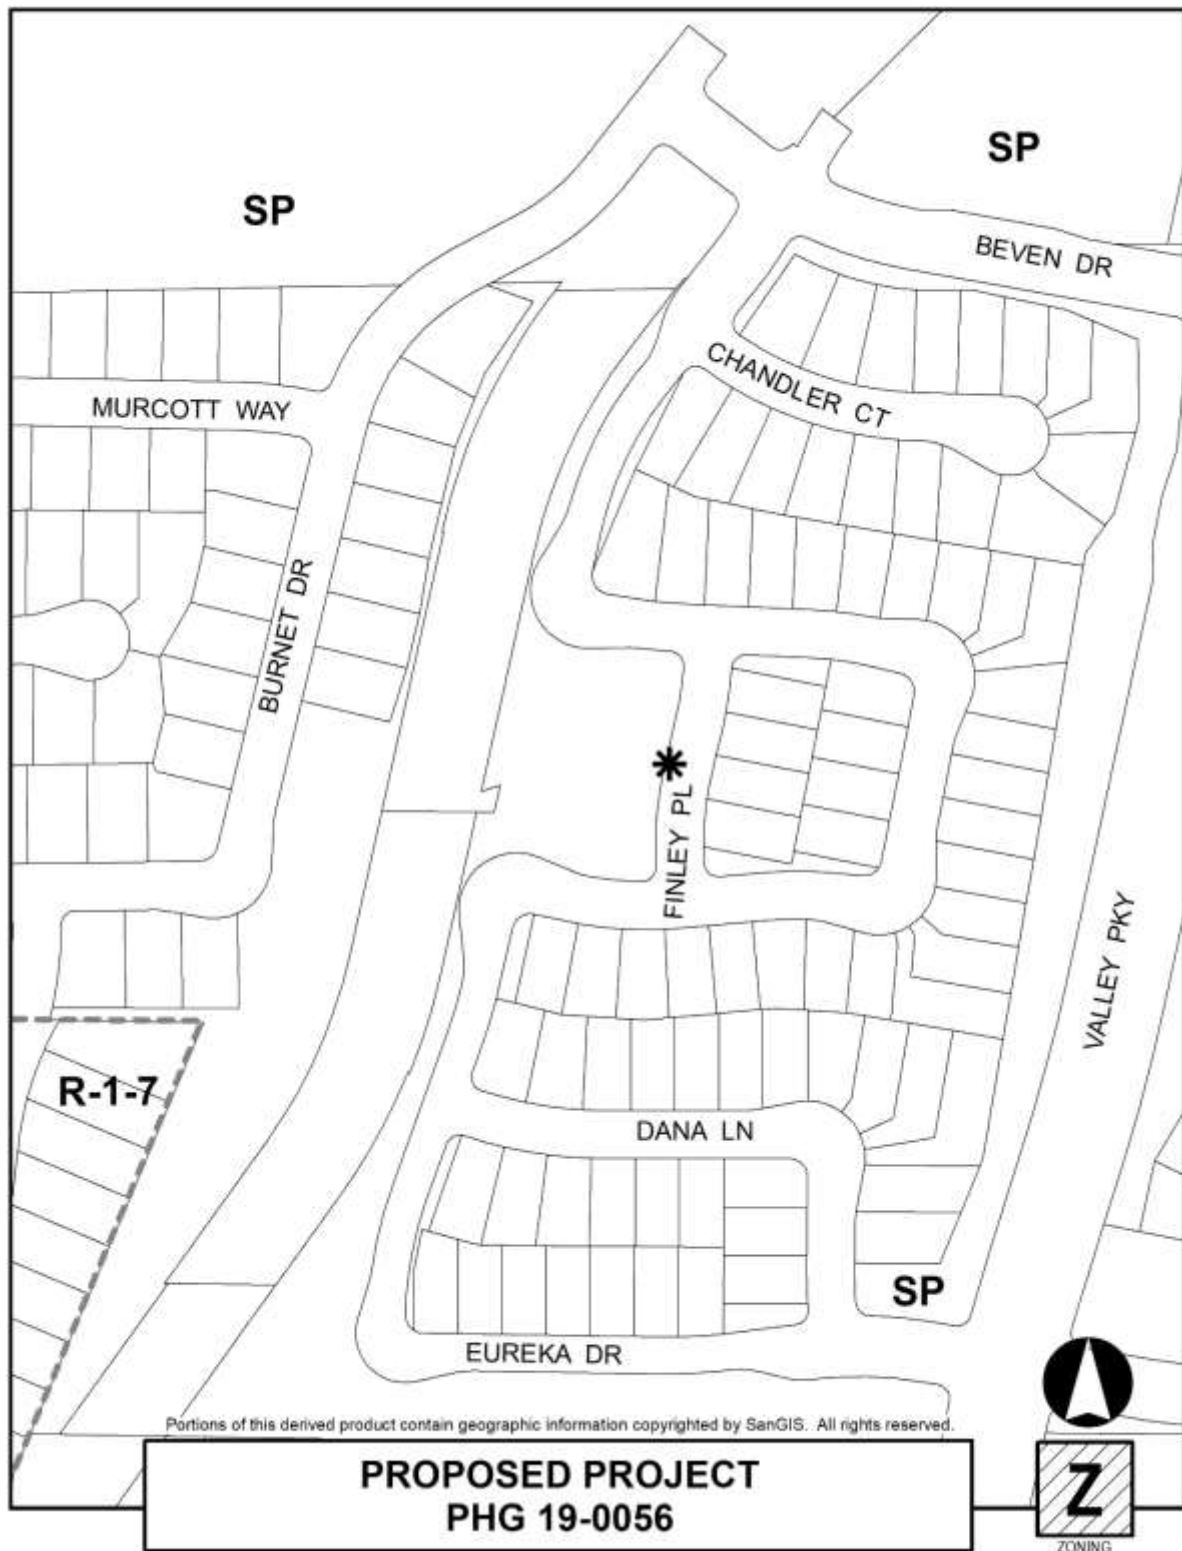 SP
SP
BEVEN DR
CHANDLER CT
MURCOTT WAY
BURNET DR
FINLEY PL
VALLEY PKY
R-1-7
DANA LN
SP
EUREKA DR
Portions of this derived product contain geographic information copyrighted by SanGIS. All rights reserved.
PROPOSED PROJECT
PHG 19-0056
Z
ZONING